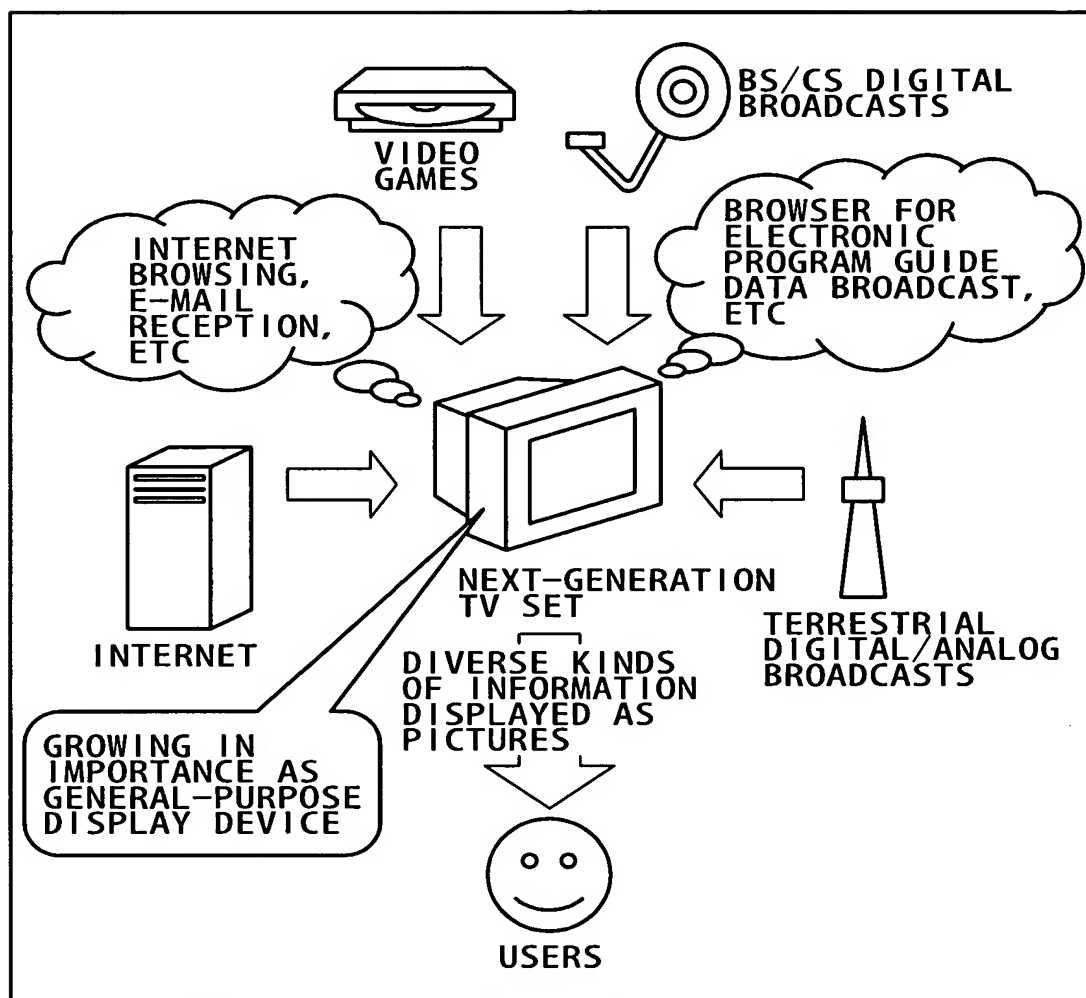 VIDEO
GAMES
BS/CS DIGITAL
BROADCASTS
INTERNET
BROWSING,
E-MAIL
RECEPTION,
ETC
BROWSER FOR
ELECTRONIC
PROGRAM GUIDE
DATA BROADCAST,
ETC
INTERNET
NEXT-GENERATION
TV SET
TERRESTRIAL
DIGITAL/ANALOG
BROADCASTS
DIVERSE KINDS
OF INFORMATION
DISPLAYED AS
PICTURES
GROWING IN
IMPORTANCE AS
GENERAL-PURPOSE
DISPLAY DEVICE
USERS